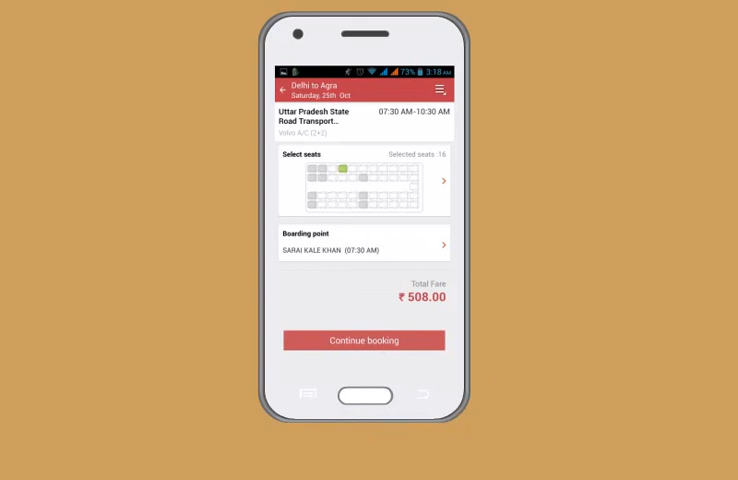 73% 3:18 AM
Delhi to Agra
Saturday, 25th Oct
Uttar Pradesh State 07:30 AM-10:30 AM
Road Transport...
Volvo A/C (2+2)
Select seats Selected seats :16
Boarding point
SARAI KALE KHAN (07:30 AM)
Total Fare
₹ 508.00
Continue booking